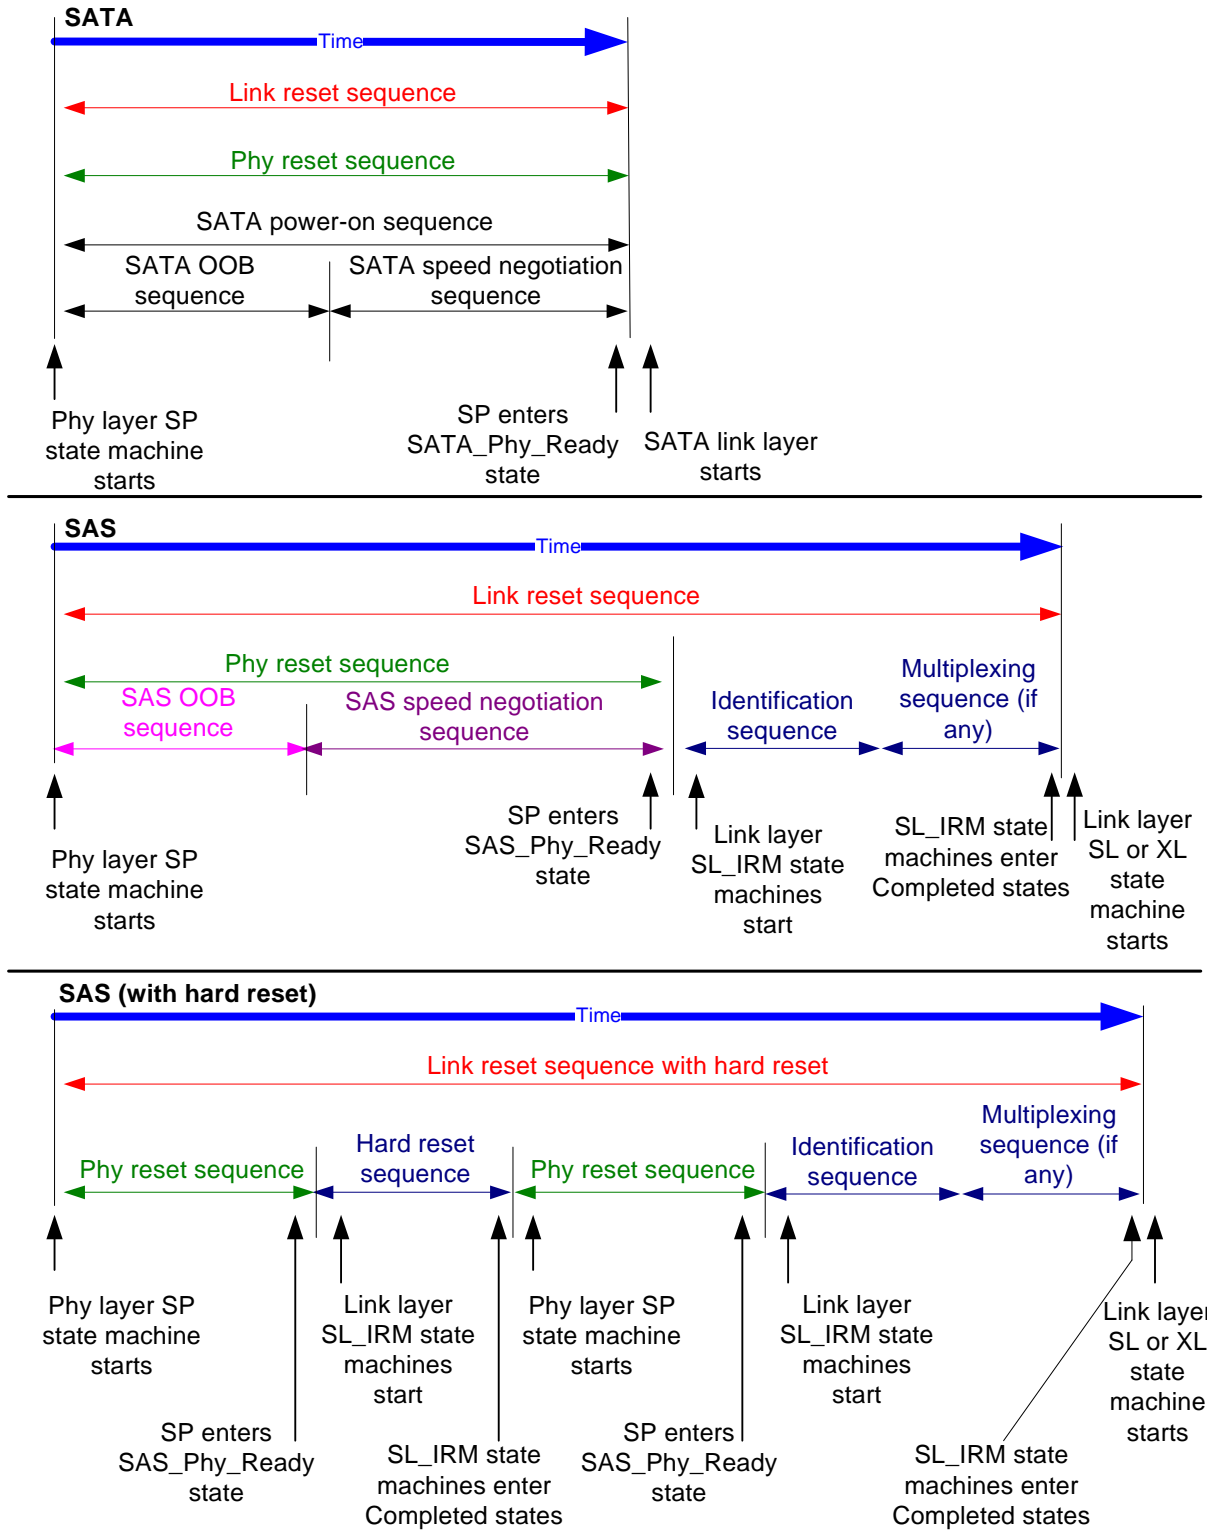 SATA
Time
Link reset sequence
Phy reset sequence
SATA power-on sequence
SATA OOB
sequence
SATA speed negotiation
sequence
Phy layer SP
state machine
starts
SP enters
SATA_Phy_Ready
state
SATA link layer
starts
SAS
Time
Link reset sequence
Phy reset sequence
SAS OOB
sequence
SAS speed negotiation
sequence
Identification
sequence
Multiplexing
sequence (if
any)
Phy layer SP
state machine
starts
SP enters
SAS_Phy_Ready
state
Link layer
SL_IRM state
machines
start
SL_IRM state
machines enter
Completed states
Link layer
SL or XL
state
machine
starts
SAS (with hard reset)
Time
Link reset sequence with hard reset
Phy reset sequence
Hard reset
sequence
Phy reset sequence
Identification
sequence
Multiplexing
sequence (if
any)
Phy layer SP
state machine
starts
SP enters
SAS_Phy_Ready
state
Link layer
SL_IRM state
machines
start
SL_IRM state
machines enter
Completed states
Phy layer SP
state machine
starts
SP enters
SAS_Phy_Ready
state
Link layer
SL_IRM state
machines
start
SL_IRM state
machines enter
Completed states
Link layer
SL or XL
state
machine
starts